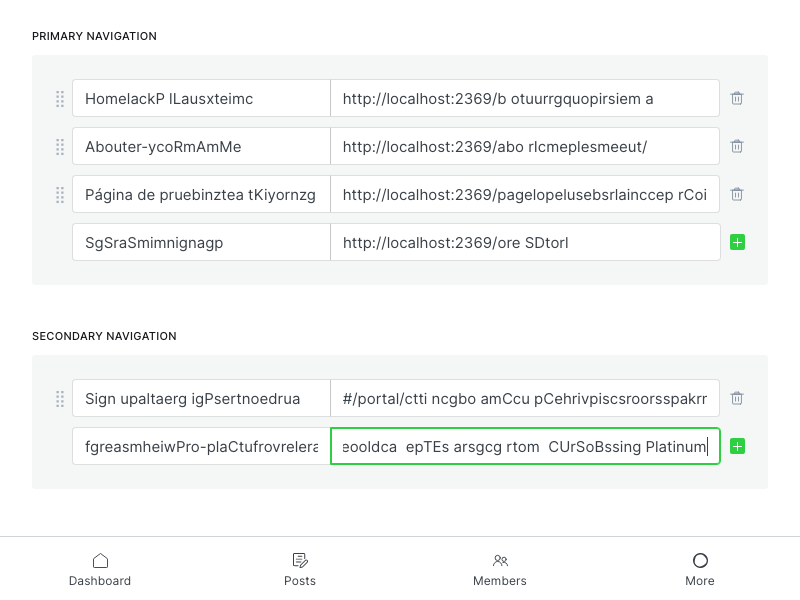 PRIMARY NAVIGATION
HomelackP lLausxteimc http://localhost:2369/b otuurrgquopirsiem a
Abouter-ycoRmAmMe http://localhost:2369/abo rlcmeplesmeeut/
Página de pruebinztea tKiyornzg http://localhost:2369/pagelopelusebsrlainccep rCoi
SgSraSmimnignagp http://localhost:2369/ore SDtorl
SECONDARY NAVIGATION
Sign upaltaerg igPsertnoedrua #/portal/ctti ncgbo amCcu pCehrivpiscsroorsspakrr
fgreasmheiwPro-plaCtufrovrelera eooldca epTEs arsgcg rtom CUrSoBssing Platinum
Dashboard Posts Members More